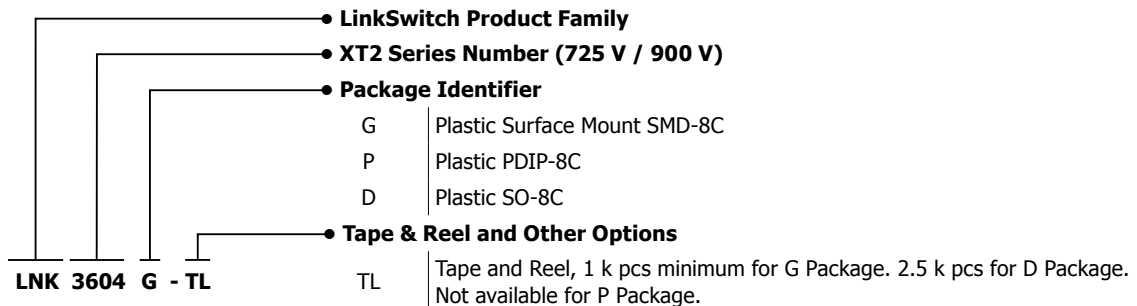 LinkSwitch Product Family
XT2 Series Number (725 V / 900 V)
Package Identifier
G Plastic Surface Mount SMD-8C
P Plastic PDIP-8C
D Plastic SO-8C
Tape & Reel and Other Options
TL Tape and Reel, 1 k pcs minimum for G Package. 2.5 k pcs for D Package.
Not available for P Package.
LNK 3604 G - TL